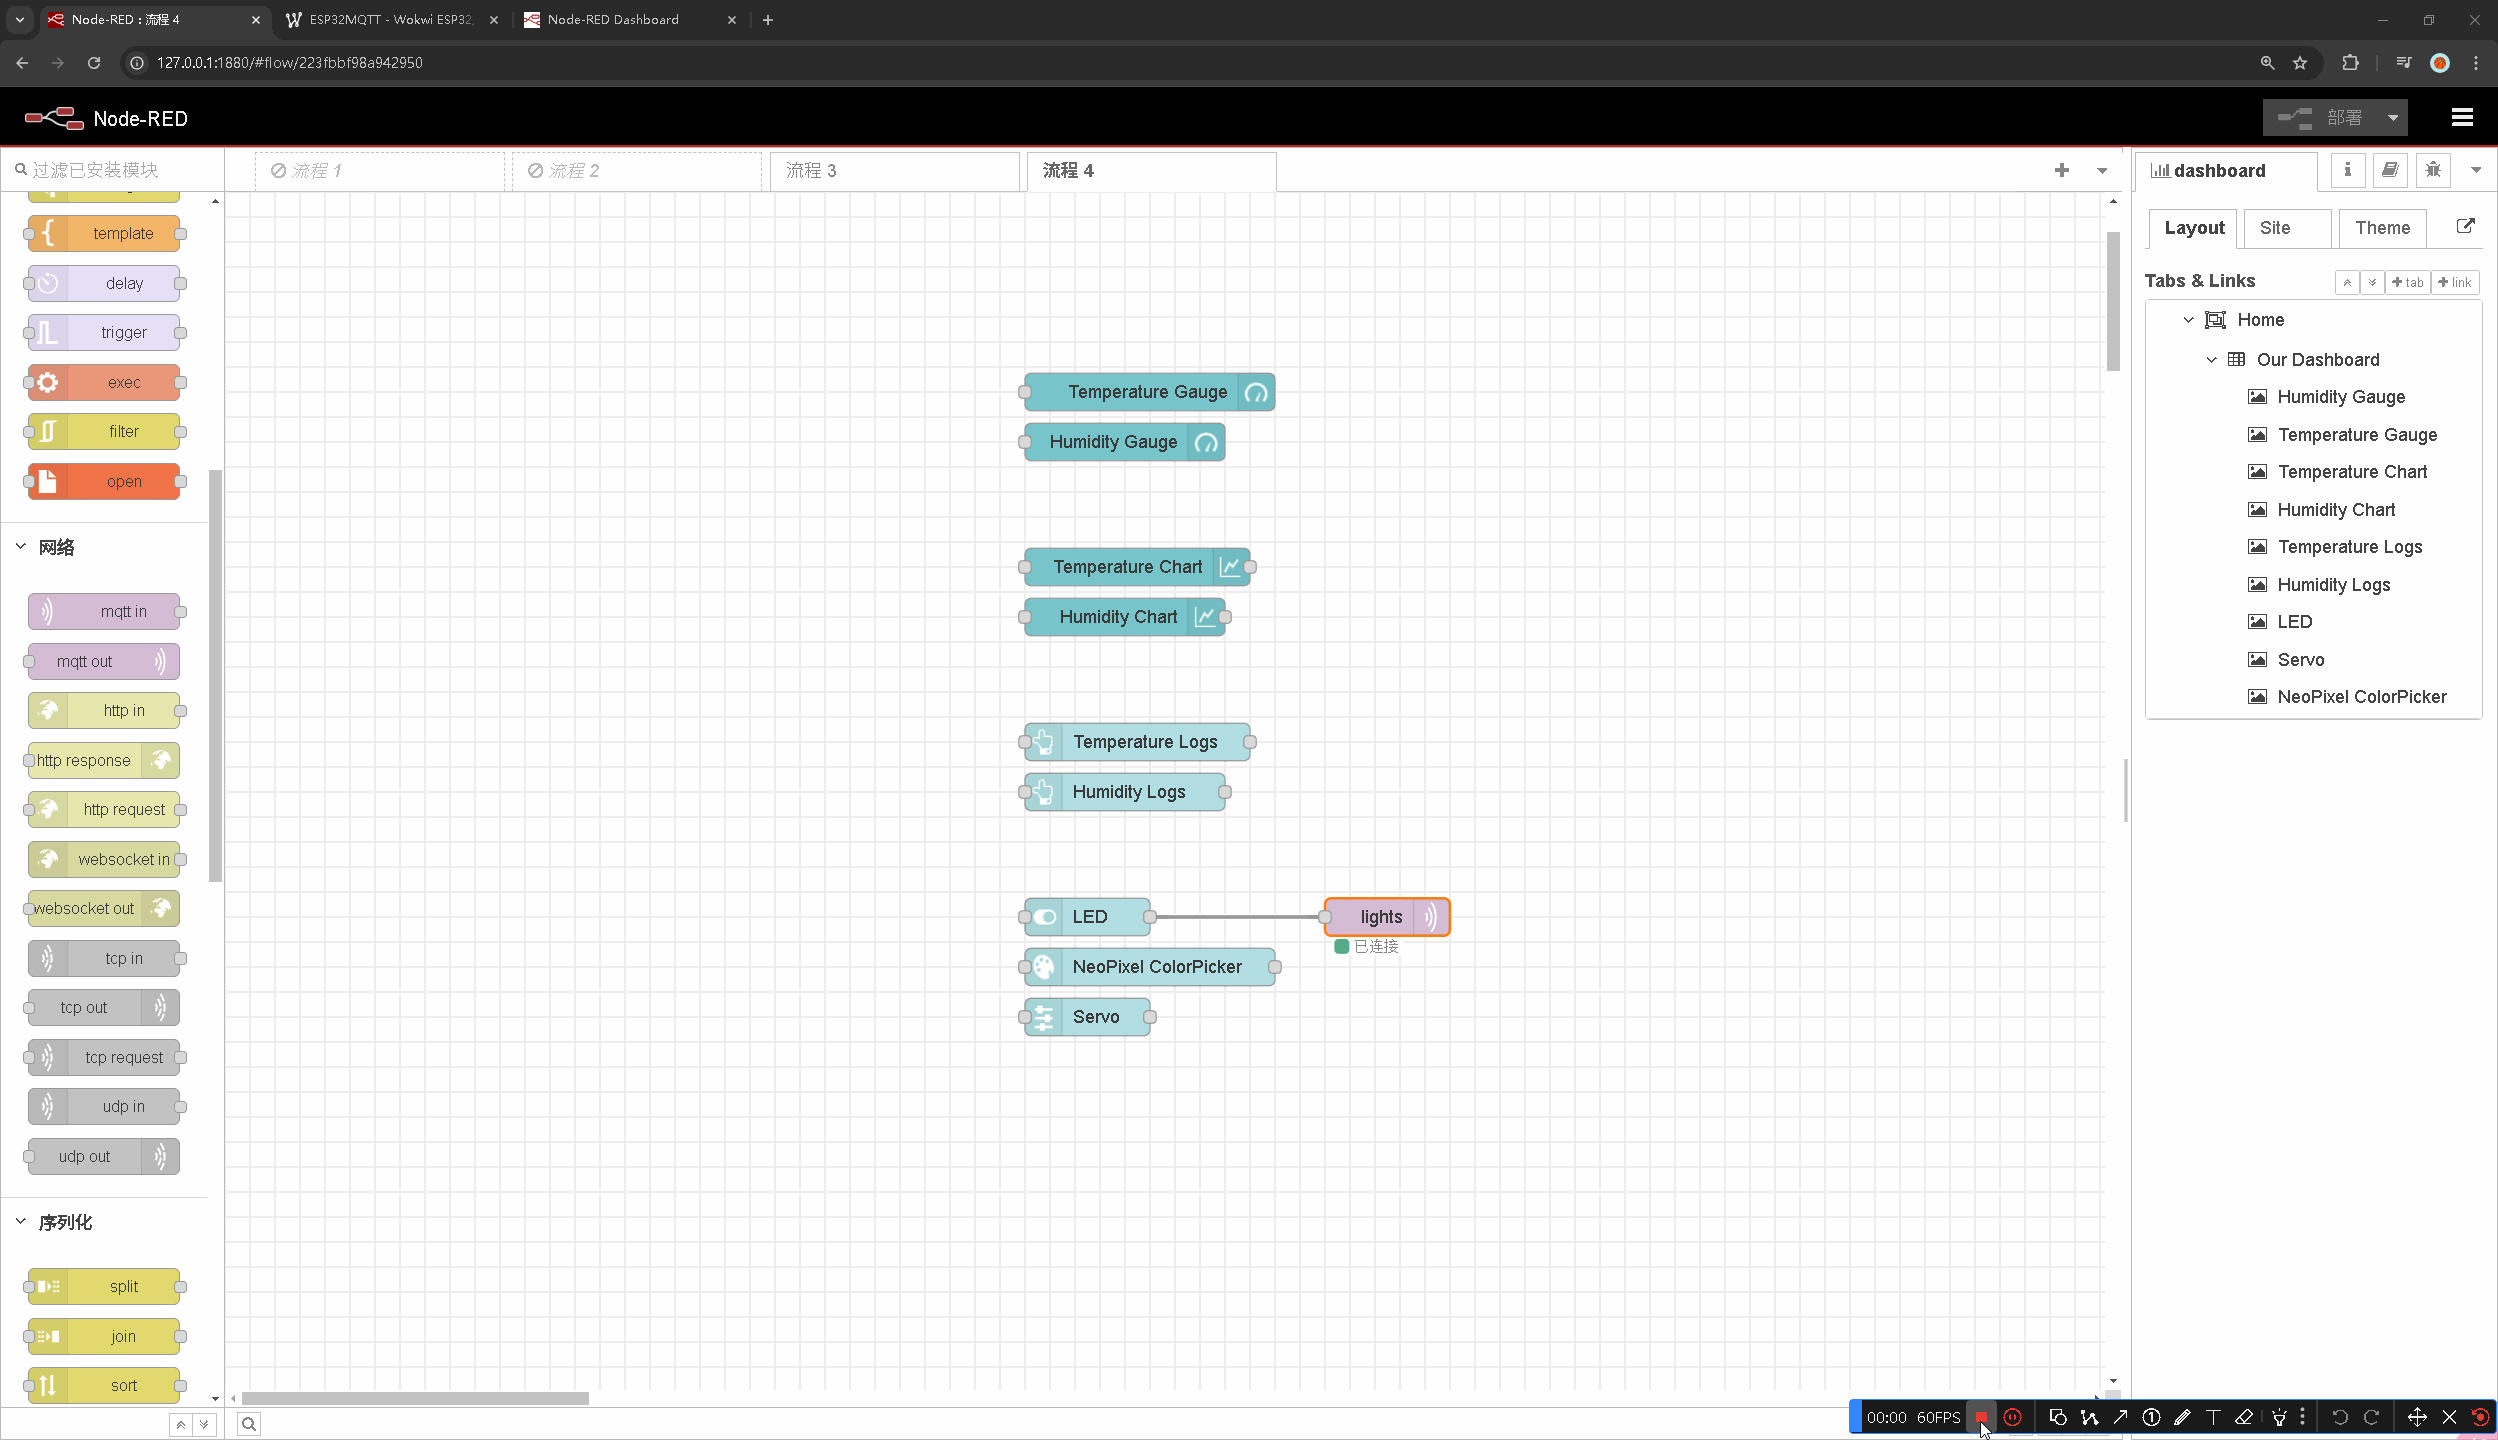 Node-RED : 流程 4
ESP32MQTT - Wokwi ESP32,
Node-RED Dashboard
127.0.0.1:1880/#flow/223fbbf98a942950
Node-RED
部署
过滤已安装模块
流程 1
流程 2
流程 3
流程 4
dashboard
template
delay
trigger
exec
filter
open
网络
mqtt in
mqtt out
http in
http response
http request
websocket in
websocket out
tcp in
tcp out
tcp request
udp in
udp out
序列化
split
join
sort
Temperature Gauge
Humidity Gauge
Temperature Chart
Humidity Chart
Temperature Logs
Humidity Logs
LED
lights
已连接
NeoPixel ColorPicker
Servo
Layout
Site
Theme
Tabs & Links
tab
link
Home
Our Dashboard
Humidity Gauge
Temperature Gauge
Temperature Chart
Humidity Chart
Temperature Logs
Humidity Logs
LED
Servo
NeoPixel ColorPicker
00:00 60FPS